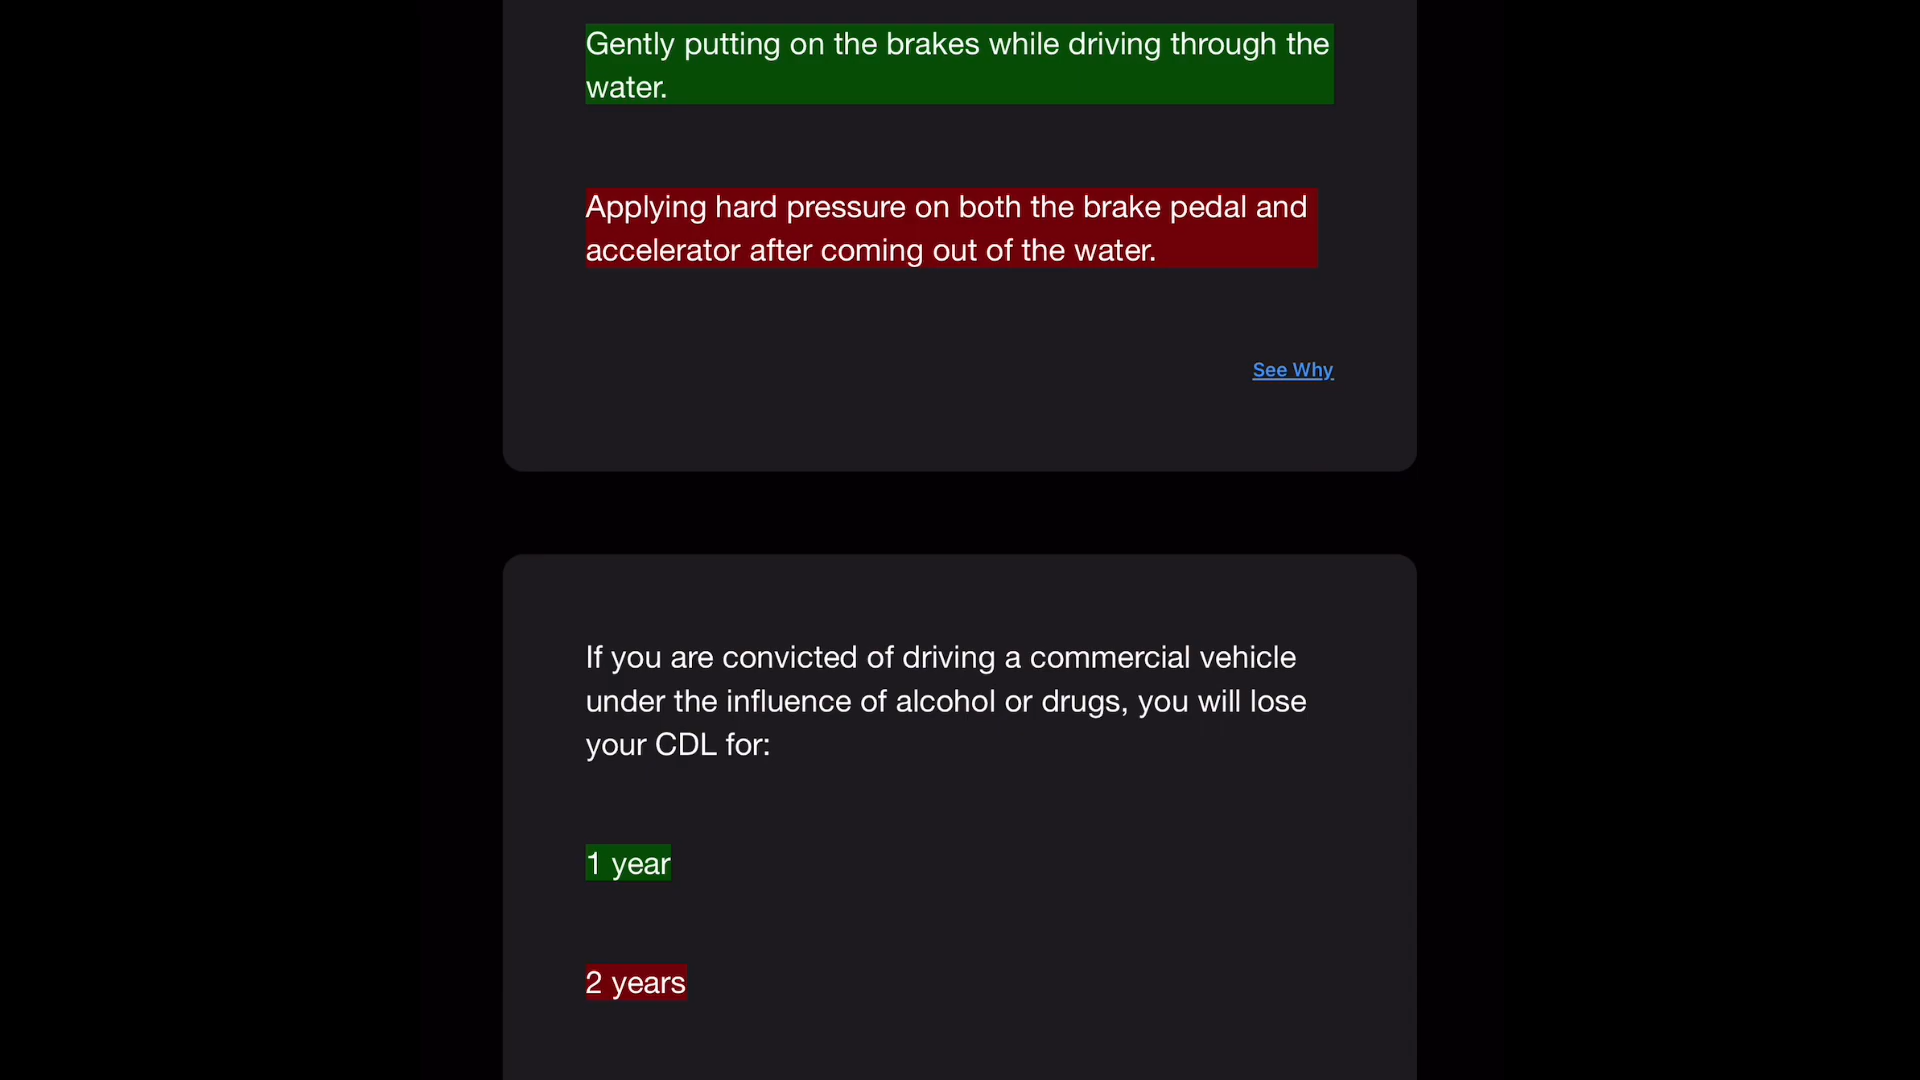 Gently putting on the brakes while driving through the
water.
Applying hard pressure on both the brake pedal and
accelerator after coming out of the water.
See Why
If you are convicted of driving a commercial vehicle
under the influence of alcohol or drugs, you will lose
your CDL for:
1 year
2 years